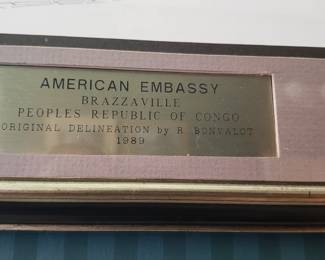 AMERICAN EMBASSY
BRAZZAVILLE
PEOPLES REPUBLIC OF CONGO
ORIGINAL DELINEATION by R. BONVALOT
1989